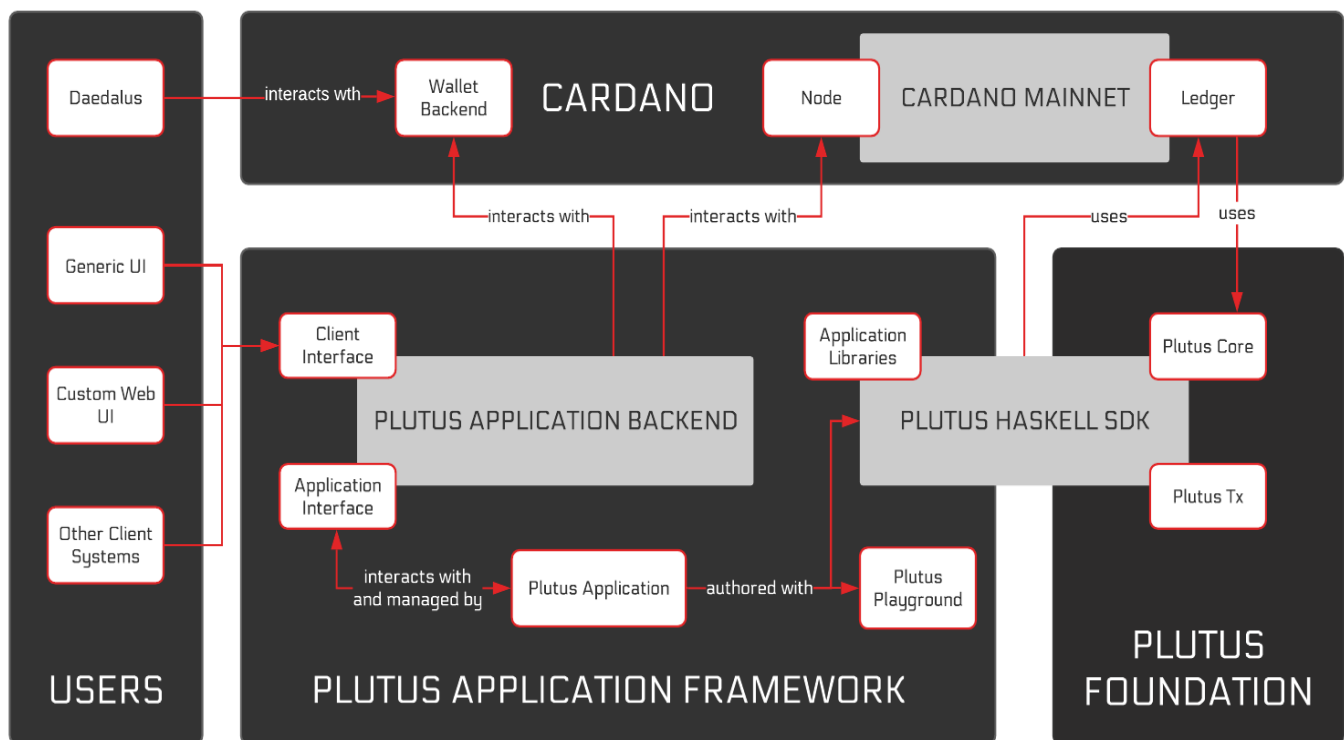 Daedalus
interacts wth
Wallet
Backend
CARDANO
Node
CARDANO MAINNET
Ledger
interacts with
interacts with
uses
uses
Generic UI
Custom Web
UI
Other Client
Systems
USERS
Client
Interface
PLUTUS APPLICATION BACKEND
Application
Interface
interacts with
and managed by
Plutus Application
authored with
Application
Libraries
PLUTUS HASKELL SDK
Plutus
Playground
PLUTUS APPLICATION FRAMEWORK
Plutus Core
Plutus Tx
PLUTUS
FOUNDATION